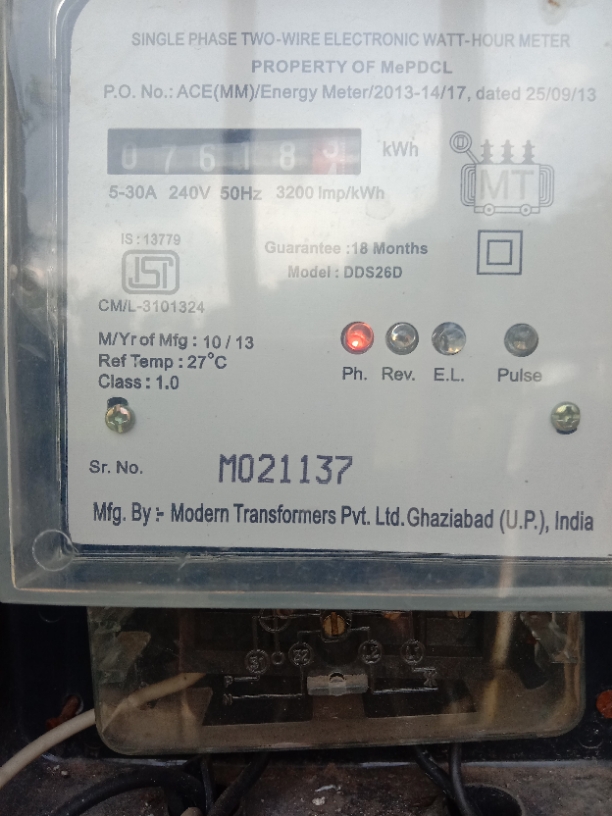 SINGLE PHASE TWO-WIRE ELECTRONIC WATT-HOUR METER
PROPERTY OF MePDCL
P.O. No.: ACE(MM)/Energy Meter/2013-14/17, dated 25/09/13
07618 kWh
5-30A 240V 50Hz 3200 Imp/kWh
MT
IS : 13779
ISI
CM/L-3101324
Guarantee :18 Months
Model : DDS26D
M/Yr of Mfg : 10 / 13
Ref Temp : 27°C
Class : 1.0
Ph. Rev. E.L. Pulse
Sr. No. M021137
Mfg. By :- Modern Transformers Pvt. Ltd. Ghaziabad (U.P.), India